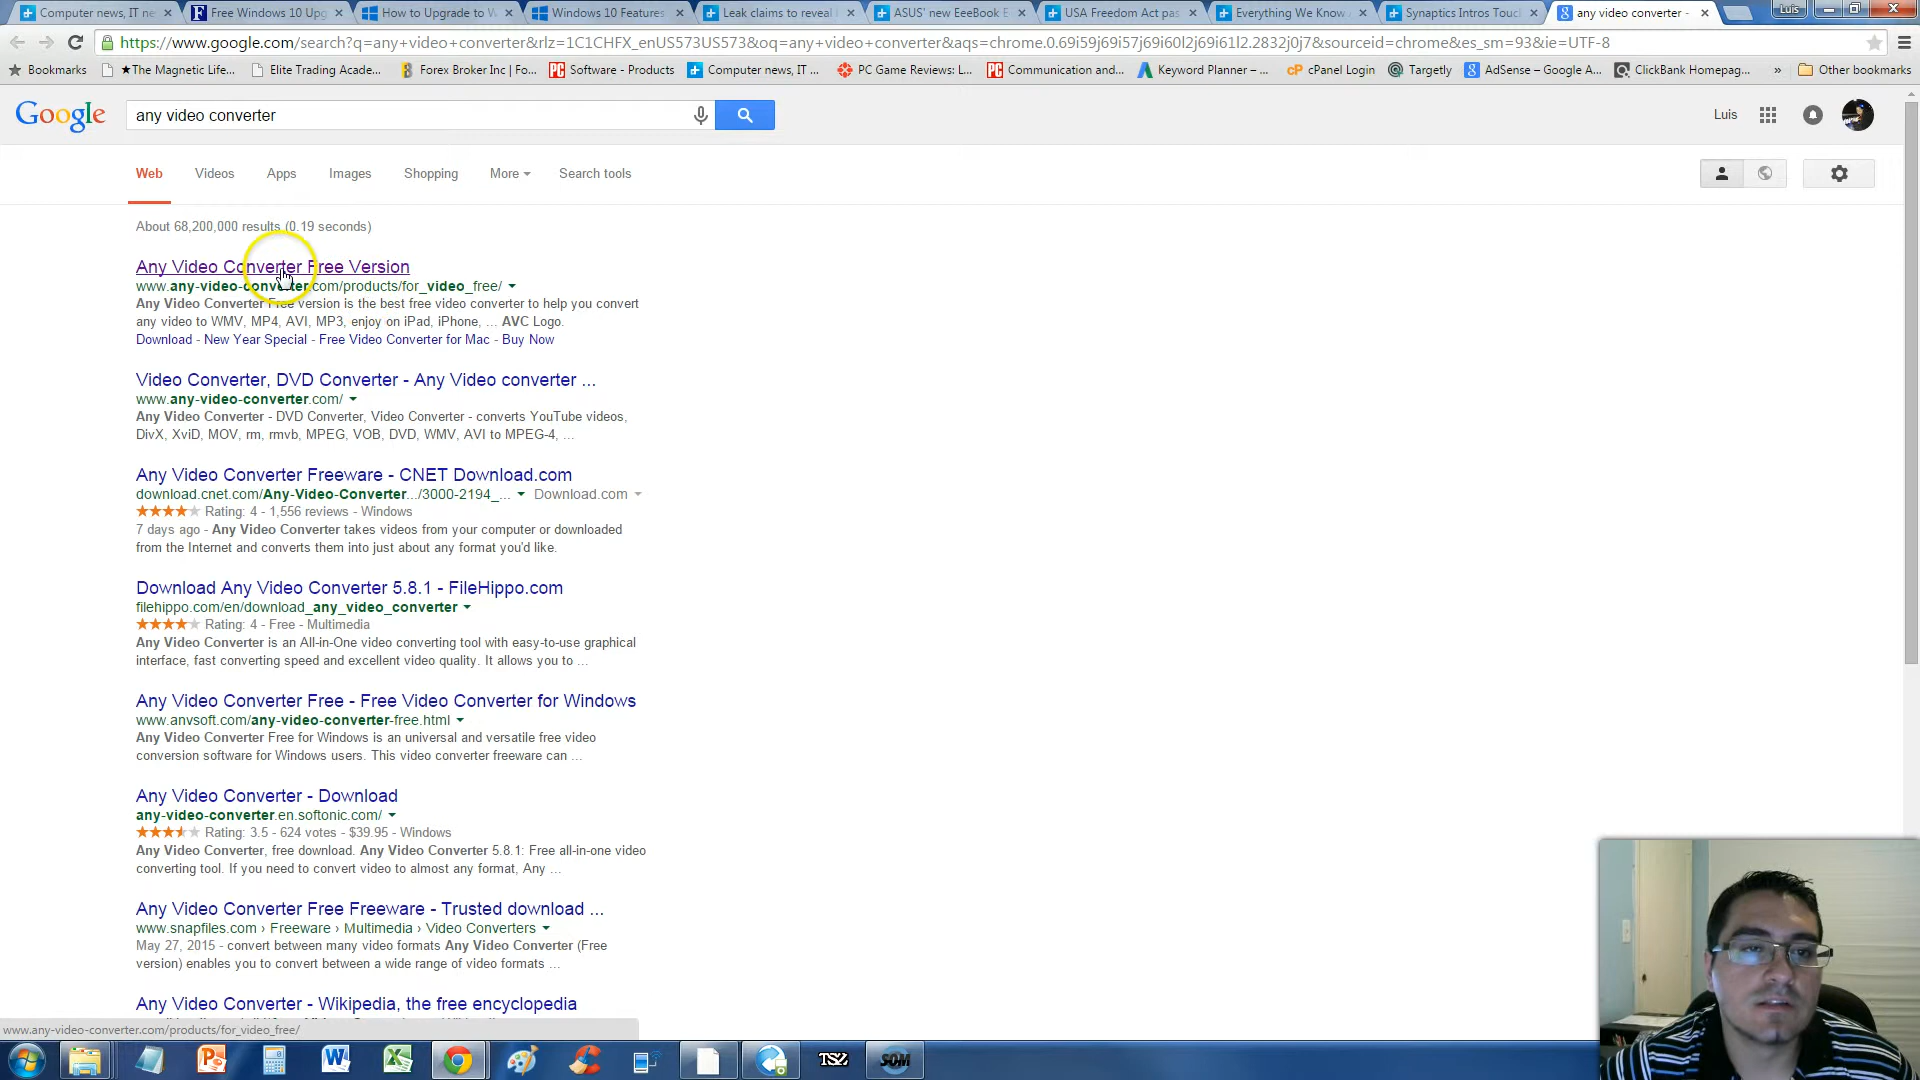 Computer news, IT ne
Free Windows 10 Upg
How to Upgrade to W
Windows 10 Features
Leak claims to reveal
ASUS' new EeeBook E
USA Freedom Act pas
Everything We Know
Synaptics Intros Touc
any video converter -
Luis
https://www.google.com/search?q=any+video+converter&rlz=1C1CHFX_enUS573US573&oq=any+video+converter&aqs=chrome.0.69i59j69i57j69i60l2j69i61l2.2832j0j7&sourceid=chrome&es_sm=93&ie=UTF-8
Bookmarks
★The Magnetic Life...
Elite Trading Acade...
Forex Broker Inc | Fo...
Software - Products
Computer news, IT ...
PC Game Reviews: L...
Communication and...
Keyword Planner – ...
cPanel Login
Targetly
AdSense – Google A...
ClickBank Homepag...
»
Other bookmarks
Google
any video converter
Luis
Web Videos Apps Images Shopping More Search tools
About 68,200,000 results (0.19 seconds)
Any Video Converter Free Version
www.any-video-converter.com/products/for_video_free/
Any Video Converter Free version is the best free video converter to help you convert
any video to WMV, MP4, AVI, MP3, enjoy on iPad, iPhone, ... AVC Logo.
Download - New Year Special - Free Video Converter for Mac - Buy Now
Video Converter, DVD Converter - Any Video converter ...
www.any-video-converter.com/
Any Video Converter - DVD Converter, Video Converter - converts YouTube videos,
DivX, XviD, MOV, rm, rmvb, MPEG, VOB, DVD, WMV, AVI to MPEG-4, ...
Any Video Converter Freeware - CNET Download.com
download.cnet.com/Any-Video-Converter.../3000-2194_... Download.com
Rating: 4 - 1,556 reviews - Windows
7 days ago - Any Video Converter takes videos from your computer or downloaded
from the Internet and converts them into just about any format you'd like.
Download Any Video Converter 5.8.1 - FileHippo.com
filehippo.com/en/download_any_video_converter
Rating: 4 - Free - Multimedia
Any Video Converter is an All-in-One video converting tool with easy-to-use graphical
interface, fast converting speed and excellent video quality. It allows you to ...
Any Video Converter Free - Free Video Converter for Windows
www.anvsoft.com/any-video-converter-free.html
Any Video Converter Free for Windows is an universal and versatile free video
conversion software for Windows users. This video converter freeware can ...
Any Video Converter - Download
any-video-converter.en.softonic.com/
Rating: 3.5 - 624 votes - $39.95 - Windows
Any Video Converter, free download. Any Video Converter 5.8.1: Free all-in-one video
converting tool. If you need to convert video to almost any format, Any ...
Any Video Converter Free Freeware - Trusted download ...
www.snapfiles.com › Freeware › Multimedia › Video Converters
May 27, 2015 - convert between many video formats Any Video Converter (Free
version) enables you to convert between a wide range of video formats ...
Any Video Converter - Wikipedia, the free encyclopedia
www.any-video-converter.com/products/for_video_free/
TSZ
SOM